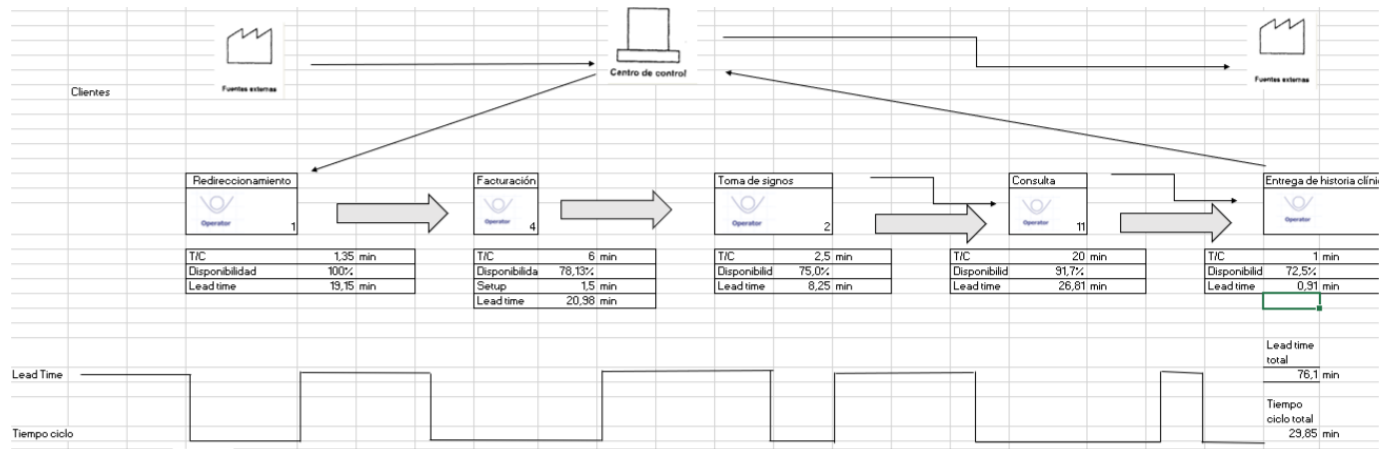 Clientes
Fuentes externas
Centro de control
Fuentes externas
Redireccionamiento
Operator
1
T/C 1,35 min
Disponibilidad 100%
Lead time 19,15 min
Facturación
Operator
4
T/C 6 min
Disponibilida 78,13%
Setup 1,5 min
Lead time 20,98 min
Toma de signos
Operator
2
T/C 2,5 min
Disponibilid 75,0%
Lead time 8,25 min
Consulta
Operator
11
T/C 20 min
Disponibilid 91,7%
Lead time 26,81 min
Entrega de historia clínic
Operator
T/C 1 min
Disponibilid 72,5%
Lead time 0,91 min
Lead Time
Tiempo ciclo
Lead time
total
76,1 min
Tiempo
ciclo total
29,85 min